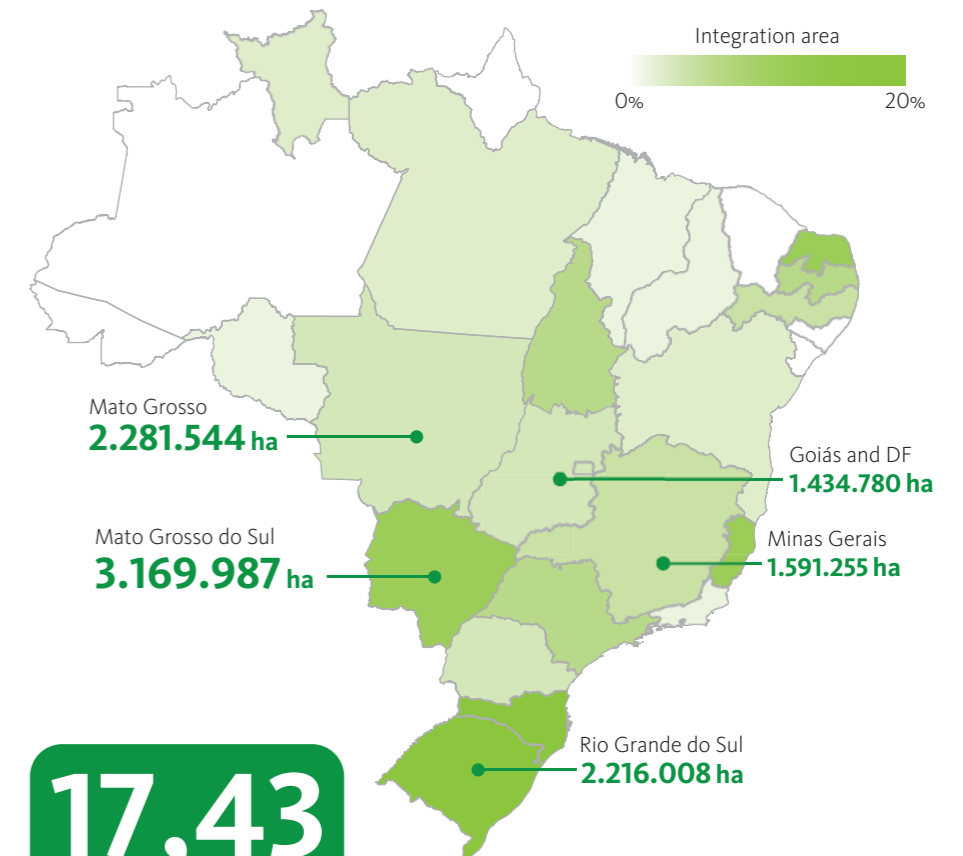 Integration area
0%
20%
Mato Grosso
2.281.544 ha
Goiás and DF
1.434.780 ha
Mato Grosso do Sul
3.169.987 ha
Minas Gerais
1.591.255 ha
Rio Grande do Sul
2.216.008 ha
17.43